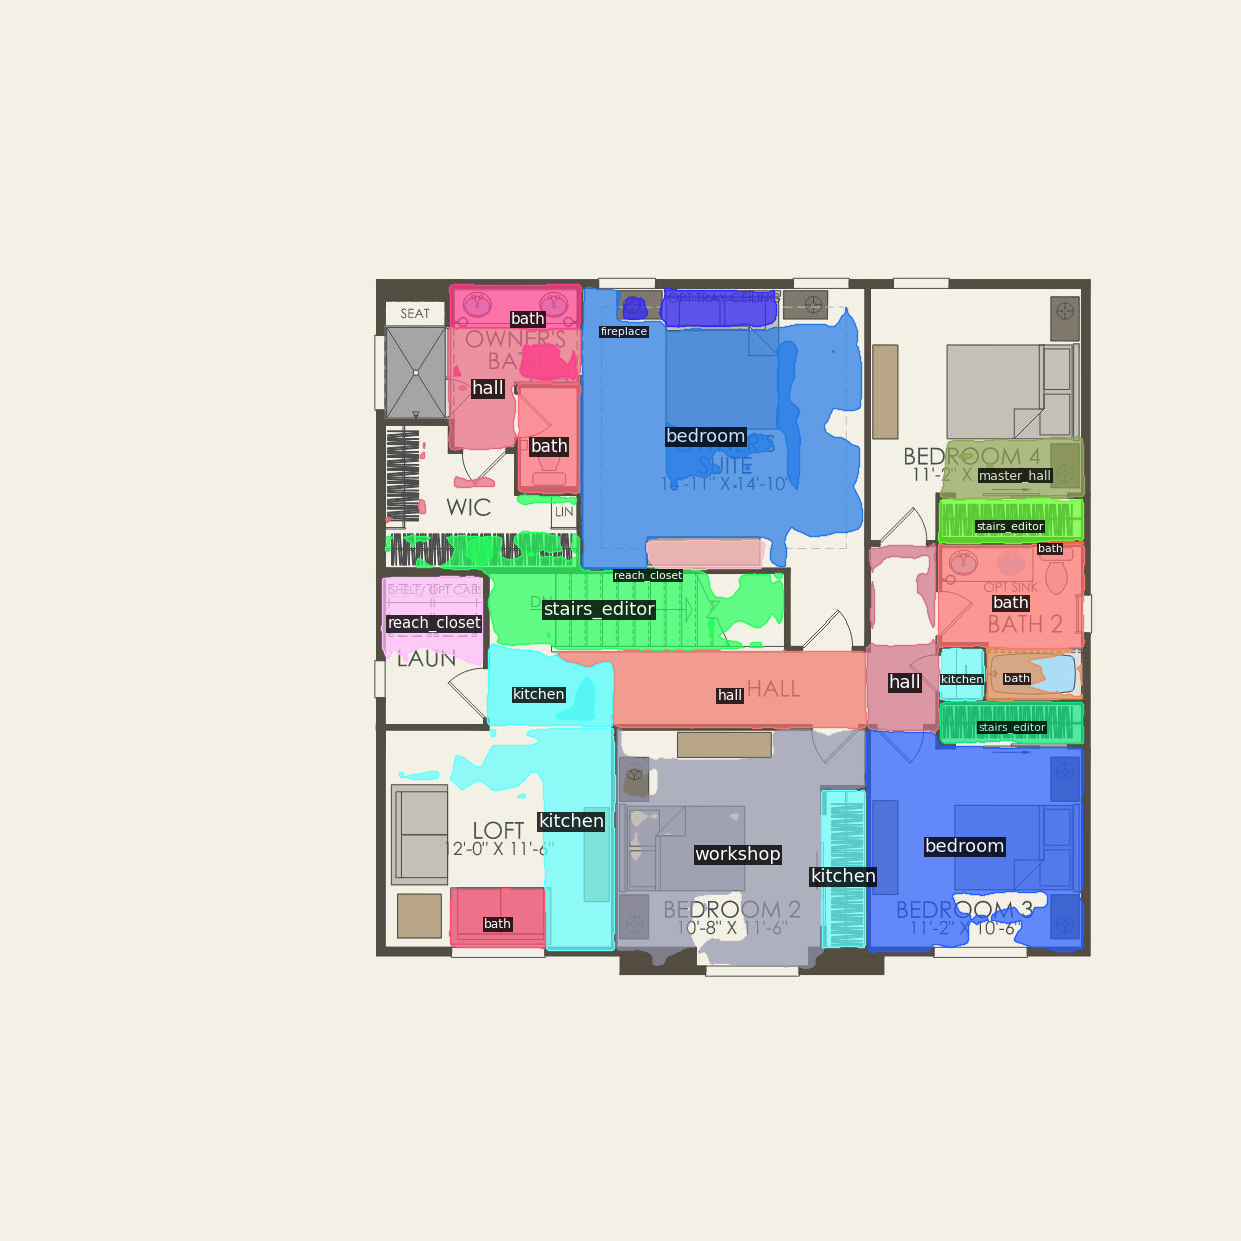 OPT TRAY CEILING
SEAT
bath
fireplace
OWNER'S
BATH
hall
bath
bedroom
OWNER'S
SUITE
14'-10"
BEDROOM 4
11'-2" X
master_hall
WIC
LIN
stairs_editor
bath
reach_closet
OPT SINK
SHELF/ OPT CABS
bath
stairs_editor
reach_closet
BATH 2
LAUN
kitchen
hall
HALL
hall
kitchen
bath
stairs_editor
kitchen
LOFT
12'-0" X 11'-6"
workshop
bedroom
kitchen
BEDROOM 2
10'-8" X 11'-6"
BEDROOM 3
11'-2" X 10'-6"
bath